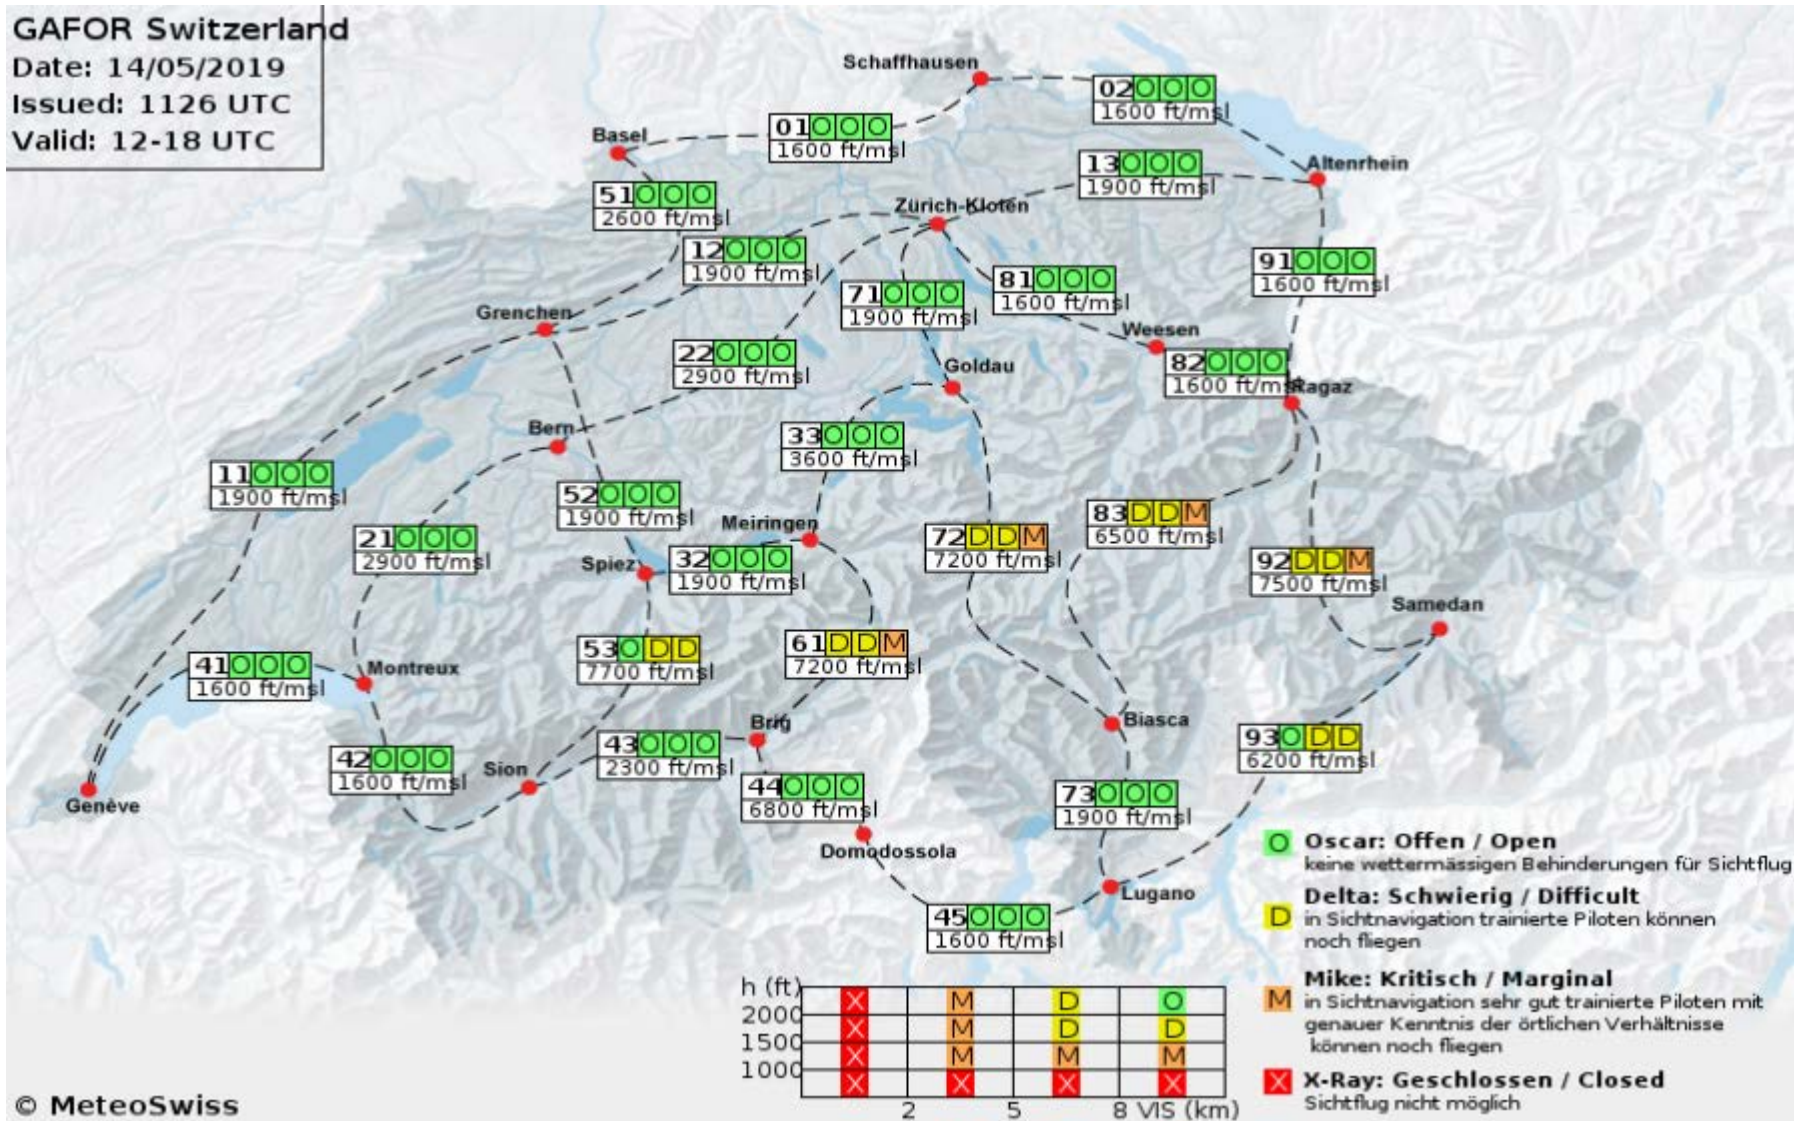 GAFOR Switzerland
Date: 14/05/2019
Issued: 1126 UTC
Valid: 12-18 UTC
Schaffhausen
02 O O O
1600 ft/msl
01 O O O
1600 ft/msl
Basel
13 O O O
1900 ft/msl
Altenrhein
51 O O O
2600 ft/msl
Zürich-Kloten
12 O O O
1900 ft/msl
91 O O O
1600 ft/msl
81 O O O
1600 ft/msl
71 O O O
1900 ft/msl
Grenchen
Weesen
22 O O O
2900 ft/msl
82 O O O
1600 ft/msl
Goldau
Ragaz
Bern
33 O O O
3600 ft/msl
11 O O O
1900 ft/msl
52 O O O
1900 ft/msl
83 D D M
6500 ft/msl
Meiringen
21 O O O
2900 ft/msl
72 D D M
7200 ft/msl
32 O O O
1900 ft/msl
Spiez
92 D D M
7500 ft/msl
Samedan
53 O D D
7700 ft/msl
61 D D M
7200 ft/msl
41 O O O
1600 ft/msl
Montreux
Brig
Biasca
93 O D D
6200 ft/msl
43 O O O
2300 ft/msl
42 O O O
1600 ft/msl
Sion
44 O O O
6800 ft/msl
73 O O O
1900 ft/msl
Genêve
Domodossola
Lugano
45 O O O
1600 ft/msl
O Oscar: Offen / Open
keine wettermässigen Behinderungen für Sichtflug
D Delta: Schwierig / Difficult
in Sichtnavigation trainierte Piloten können
noch fliegen
M Mike: Kritisch / Marginal
in Sichtnavigation sehr gut trainierte Piloten mit
genauer Kenntnis der örtlichen Verhältnisse
können noch fliegen
X X-Ray: Geschlossen / Closed
Sichtflug nicht möglich
h (ft)
X M D O
2000
X M D D
1500
X M M M
1000
X X X X
2 5 8 VIS (km)
© MeteoSwiss